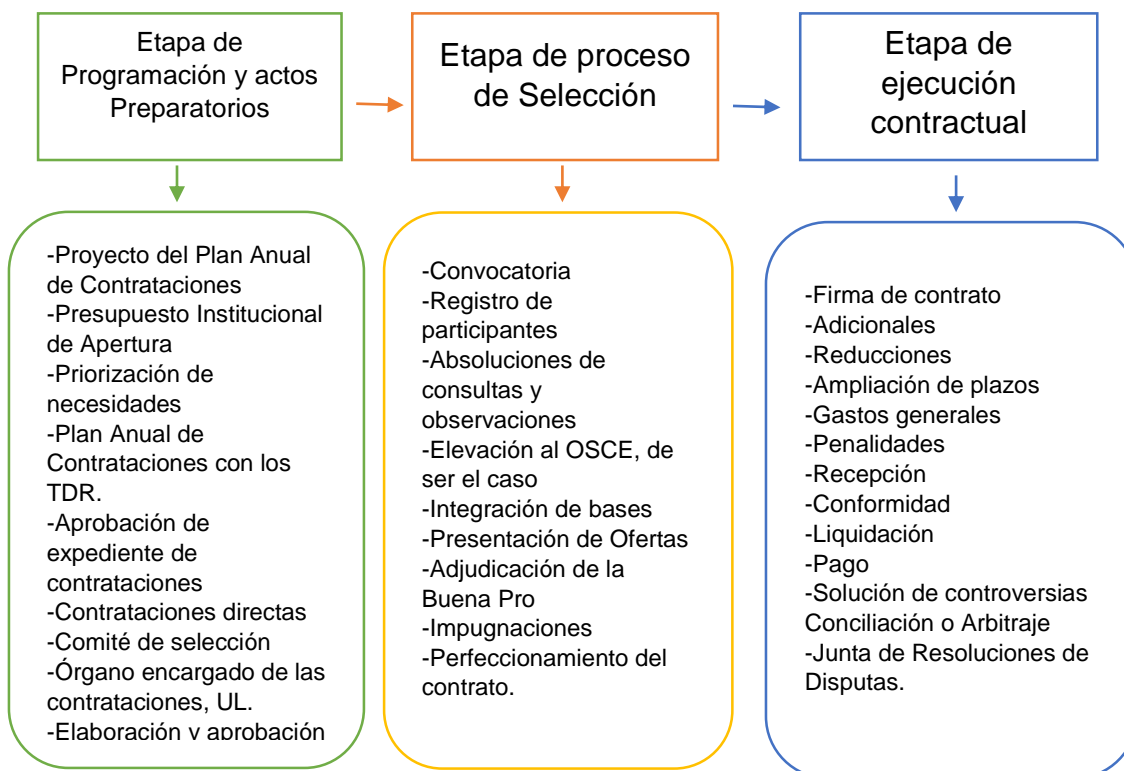 Etapa de
Programación y actos
Preparatorios
Etapa de proceso
de Selección
Etapa de
ejecución
contractual
-Proyecto del Plan Anual
de Contrataciones
-Presupuesto Institucional
de Apertura
-Priorización de
necesidades
-Plan Anual de
Contrataciones con los
TDR.
-Aprobación de
expediente de
contrataciones
-Contrataciones directas
-Comité de selección
-Órgano encargado de las
contrataciones, UL.
-Elaboración y aprobación
-Convocatoria
-Registro de
participantes
-Absoluciones de
consultas y
observaciones
-Elevación al OSCE, de
ser el caso
-Integración de bases
-Presentación de Ofertas
-Adjudicación de la
Buena Pro
-Impugnaciones
-Perfeccionamiento del
contrato.
-Firma de contrato
-Adicionales
-Reducciones
-Ampliación de plazos
-Gastos generales
-Penalidades
-Recepción
-Conformidad
-Liquidación
-Pago
-Solución de controversias
Conciliación o Arbitraje
-Junta de Resoluciones de
Disputas.